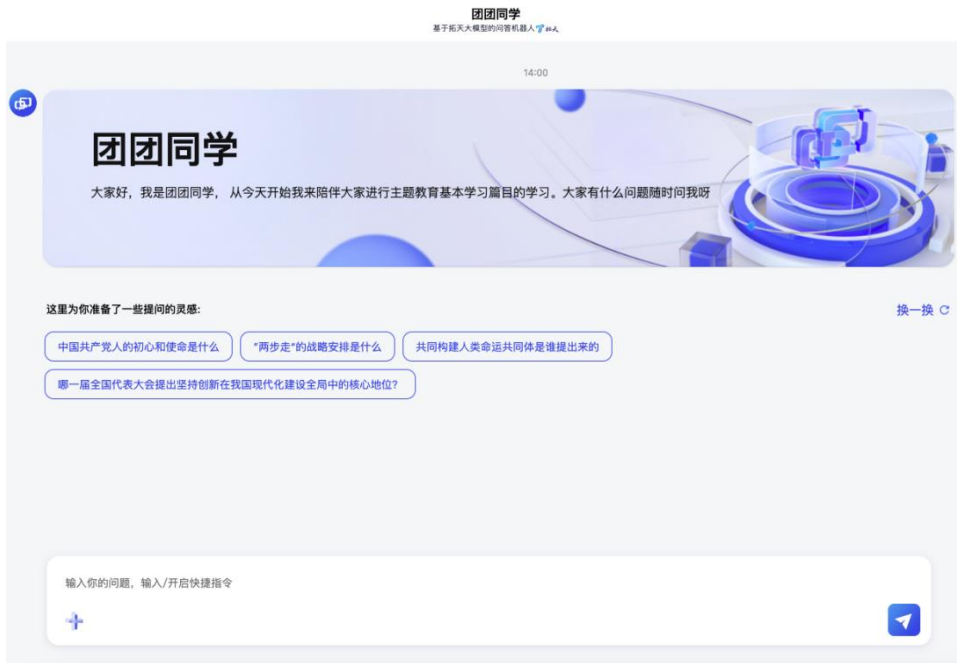 团团同学
基于拓天大模型的问答机器人 拓天
14:00
团团同学
大家好，我是团团同学， 从今天开始我来陪伴大家进行主题教育基本学习篇目的学习。大家有什么问题随时问我呀
这里为你准备了一些提问的灵感:
换一换
中国共产党人的初心和使命是什么
"两步走"的战略安排是什么
共同构建人类命运共同体是谁提出来的
哪一届全国代表大会提出坚持创新在我国现代化建设全局中的核心地位？
输入你的问题，输入/开启快捷指令